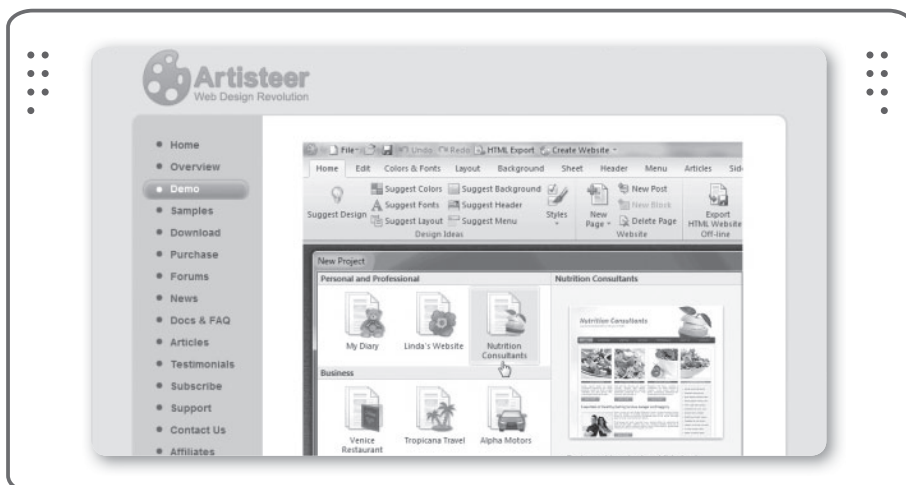 Artisteer
Web Design Revolution
Home
Overview
Demo
Samples
Download
Purchase
Forums
News
Docs & FAQ
Articles
Testimonials
Subscribe
Support
Contact Us
Affiliates
File Undo Redo HTML Export Create Website
Home Edit Colors & Fonts Layout Background Sheet Header Menu Articles Sid
Suggest Design
Suggest Colors Suggest Background
Suggest Fonts Suggest Header
Suggest Layout Suggest Menu
Design Ideas
Styles
New Page
New Post
New Block
Delete Page
Website
Export
HTML Website
Off-line
New Project
Personal and Professional
My Diary Linda's Website Nutrition Consultants
Business
Venice Restaurant Tropicana Travel Alpha Motors
Nutrition Consultants
Nutrition Consultants